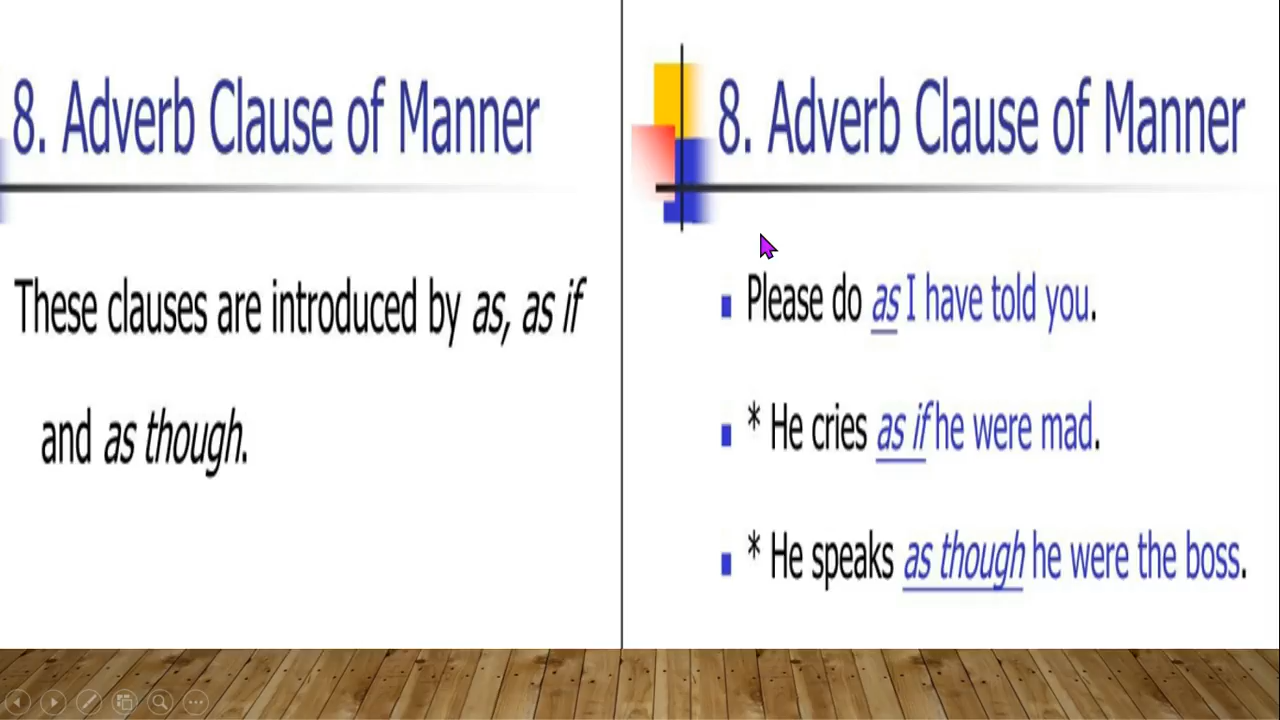 8. Adverb Clause of Manner
These clauses are introduced by as, as if
and as though.
8. Adverb Clause of Manner
Please do as I have told you.
* He cries as if he were mad.
* He speaks as though he were the boss.